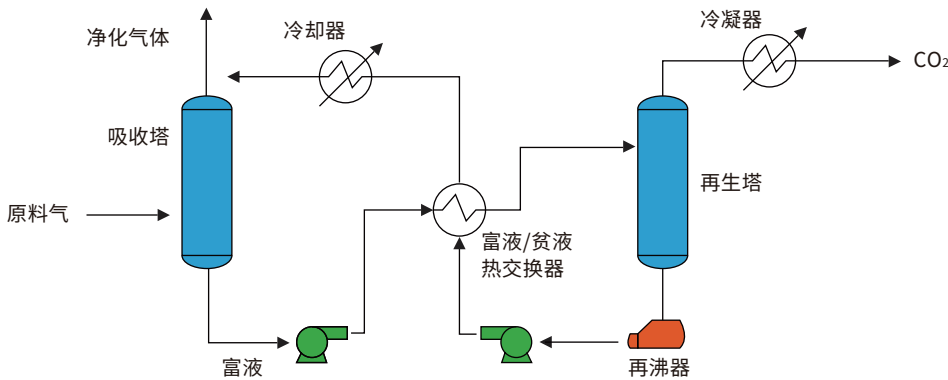 净化气体
冷却器
冷凝器
CO₂
吸收塔
再生塔
原料气
富液/贫液
热交换器
富液
再沸器